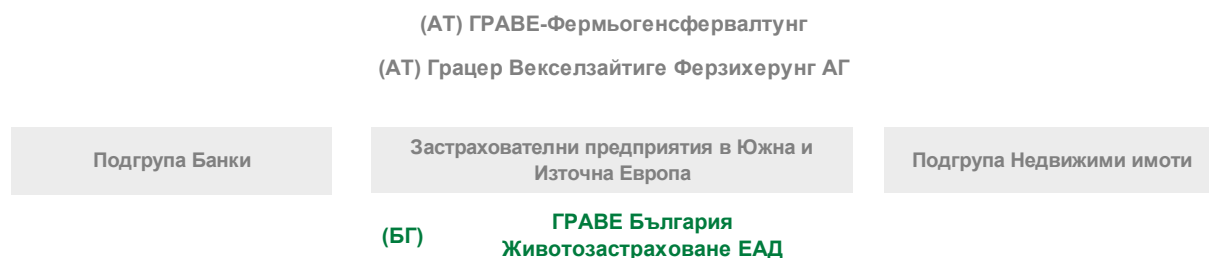 (АТ) ГРАВЕ-Фермьогенсфервалтунг
(АТ) Грацер Векселзайтиге Ферзихерунг АГ
Подгрупа Банки
Застрахователни предприятия в Южна и
Източна Европа
Подгрупа Недвижими имоти
(БГ)
ГРАВЕ България
Животозастраховане ЕАД